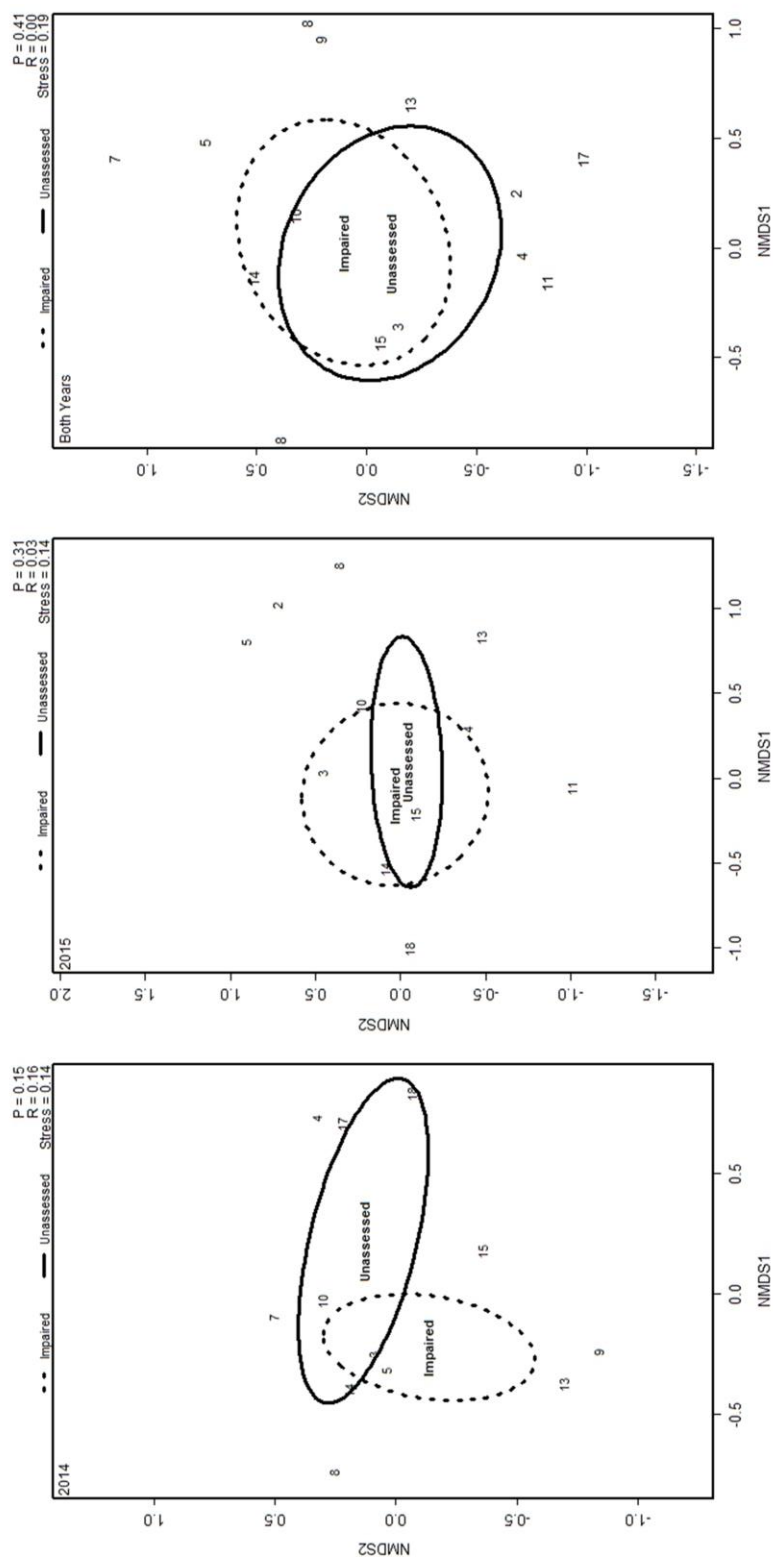 P = 0.15
R = 0.16
Impaired Unassessed Stress = 0.14
2014
1.0
0.5
0.0
-0.5
-1.0
NMDS2
7
4
10
8
17
14
Unassessed
3
5
18
Impaired
15
13
9
-0.5 0.0 0.5
NMDS1
P = 0.31
R = 0.03
Impaired Unassessed Stress = 0.14
2015
2.0
1.5
1.0
0.5
0.0
-0.5
-1.0
-1.5
NMDS2
5
2
3
8
10
14
Impaired
18
Unassessed
15
4
13
11
-1.0 -0.5 0.0 0.5 1.0
NMDS1
P = 0.41
R = 0.00
Impaired Unassessed Stress = 0.19
Both Years
1.0
0.5
0.0
-0.5
-1.0
-1.5
NMDS2
7
5
14
8
10
8
9
Impaired
15
Unassessed
3
13
2
4
11
17
-0.5 0.0 0.5 1.0
NMDS1